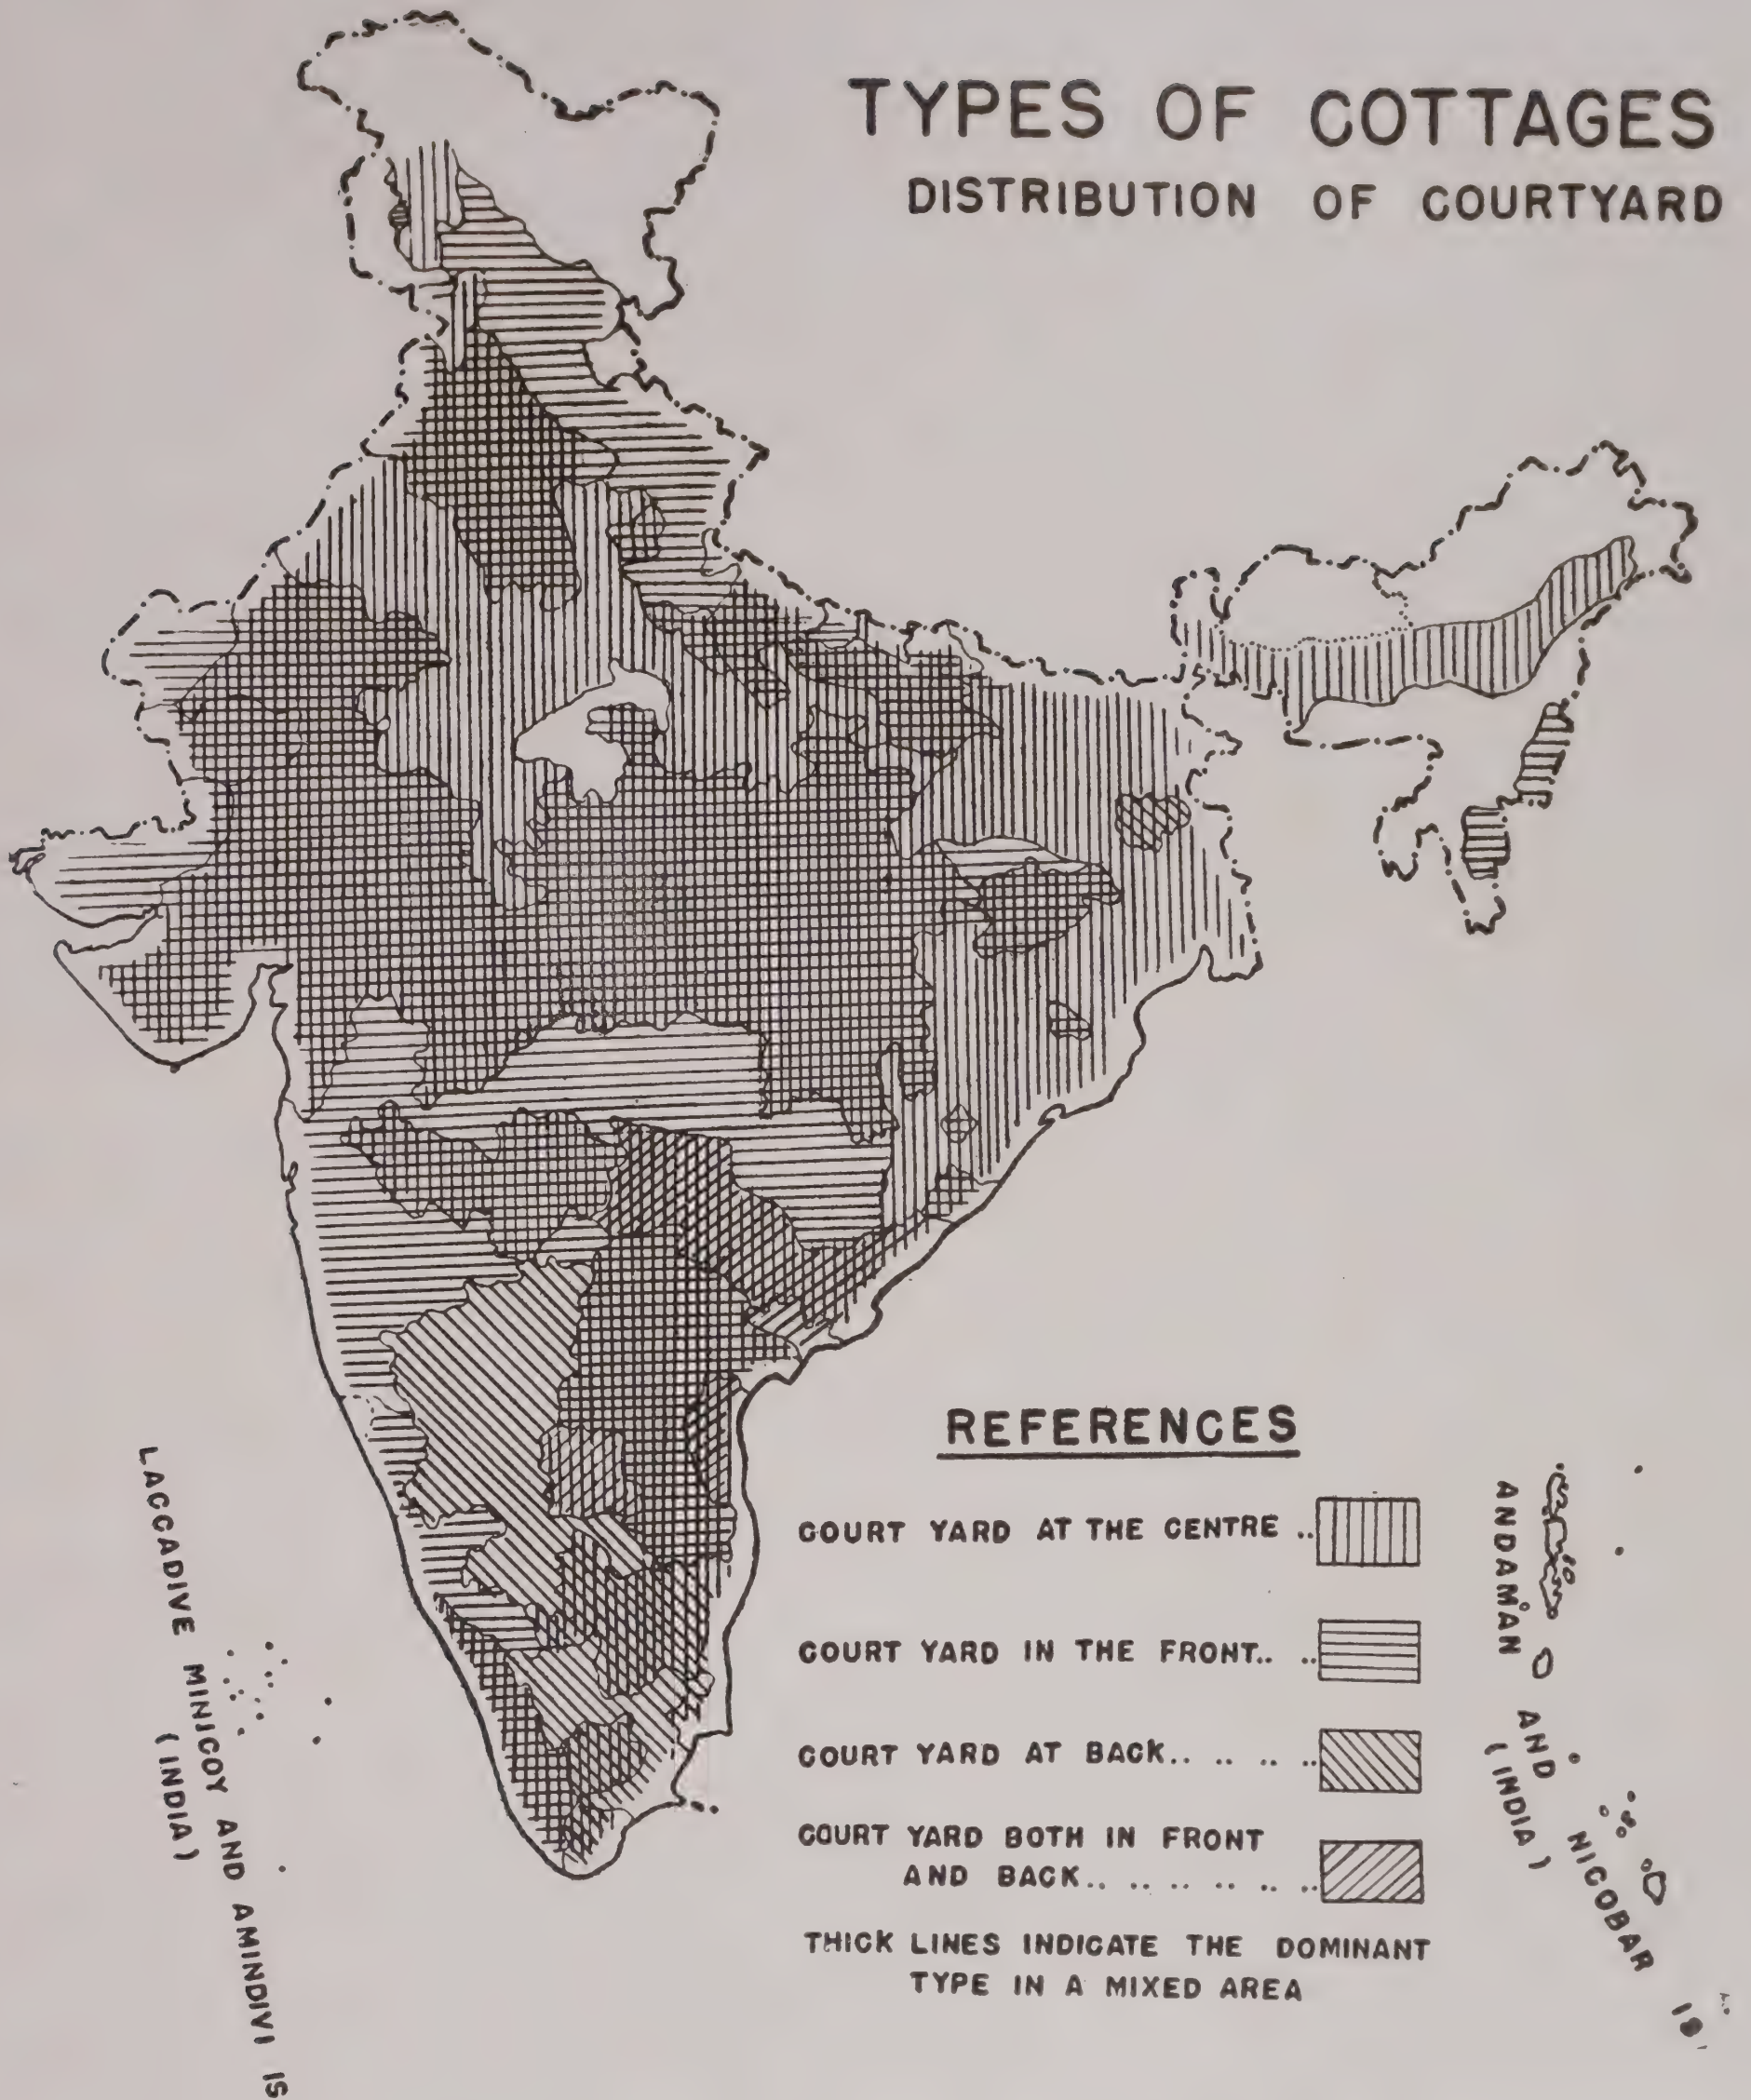 TYPES OF COTTAGES
DISTRIBUTION OF COURTYARD
REFERENCES
COURT YARD AT THE CENTRE ..
COURT YARD IN THE FRONT.. ..
COURT YARD AT BACK.. .. .. ..
COURT YARD BOTH IN FRONT
AND BACK.. .. .. .. .. ..
THICK LINES INDICATE THE DOMINANT
TYPE IN A MIXED AREA
LACCADIVE MINICOY AND AMINDIVI IS
(INDIA)
ANDAMAN AND NICOBAR IS
(INDIA)